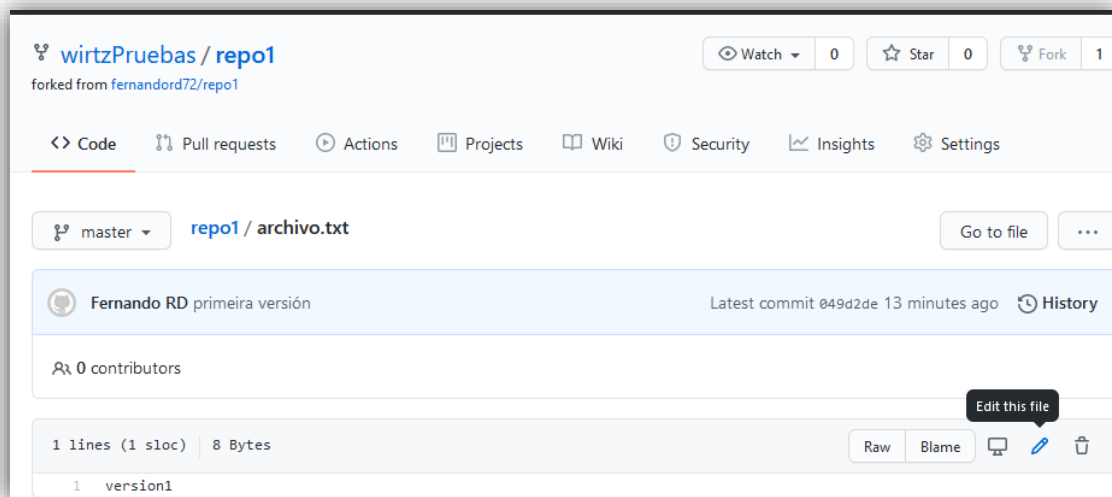 wirtzPruebas / repo1
Watch 0 Star 0 Fork 1
forked from fernandord72/repo1
<> Code Pull requests Actions Projects Wiki Security Insights Settings
master repo1 / archivo.txt Go to file ...
Fernando RD primeira versión Latest commit 049d2de 13 minutes ago History
0 contributors
Edit this file
1 lines (1 sloc) 8 Bytes Raw Blame
1 version1